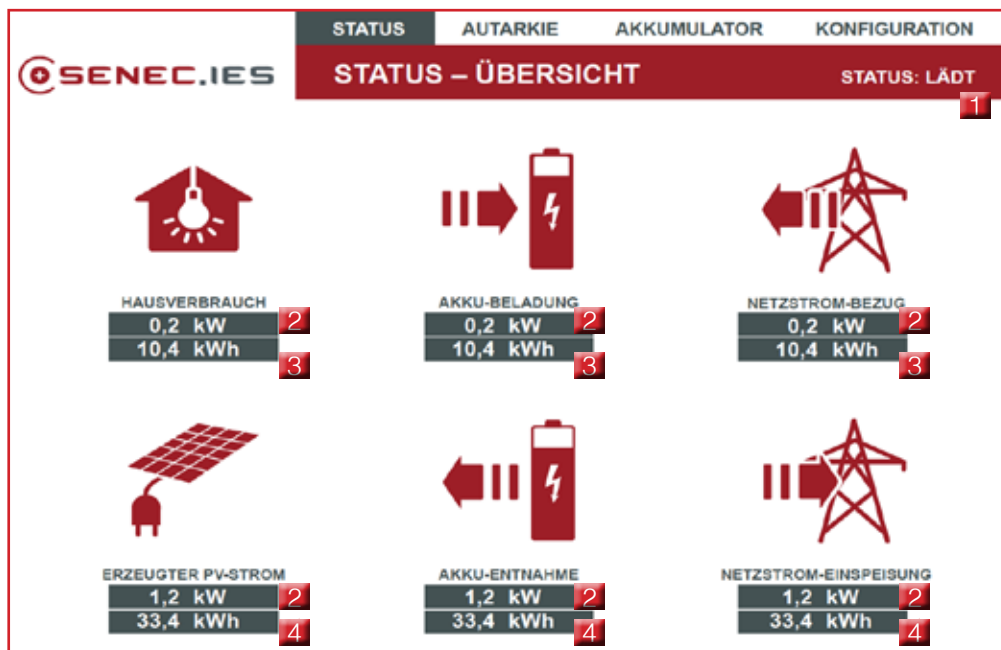 STATUS AUTARKIE AKKUMULATOR KONFIGURATION
SENEC.IES STATUS – ÜBERSICHT STATUS: LÄDT
1
HAUSVERBRAUCH AKKU-BELADUNG NETZSTROM-BEZUG
0,2 kW 2 0,2 kW 2 0,2 kW 2
10,4 kWh 3 10,4 kWh 3 10,4 kWh 3
ERZEUGTER PV-STROM AKKU-ENTNAHME NETZSTROM-EINSPEISUNG
1,2 kW 2 1,2 kW 2 1,2 kW 2
33,4 kWh 4 33,4 kWh 4 33,4 kWh 4